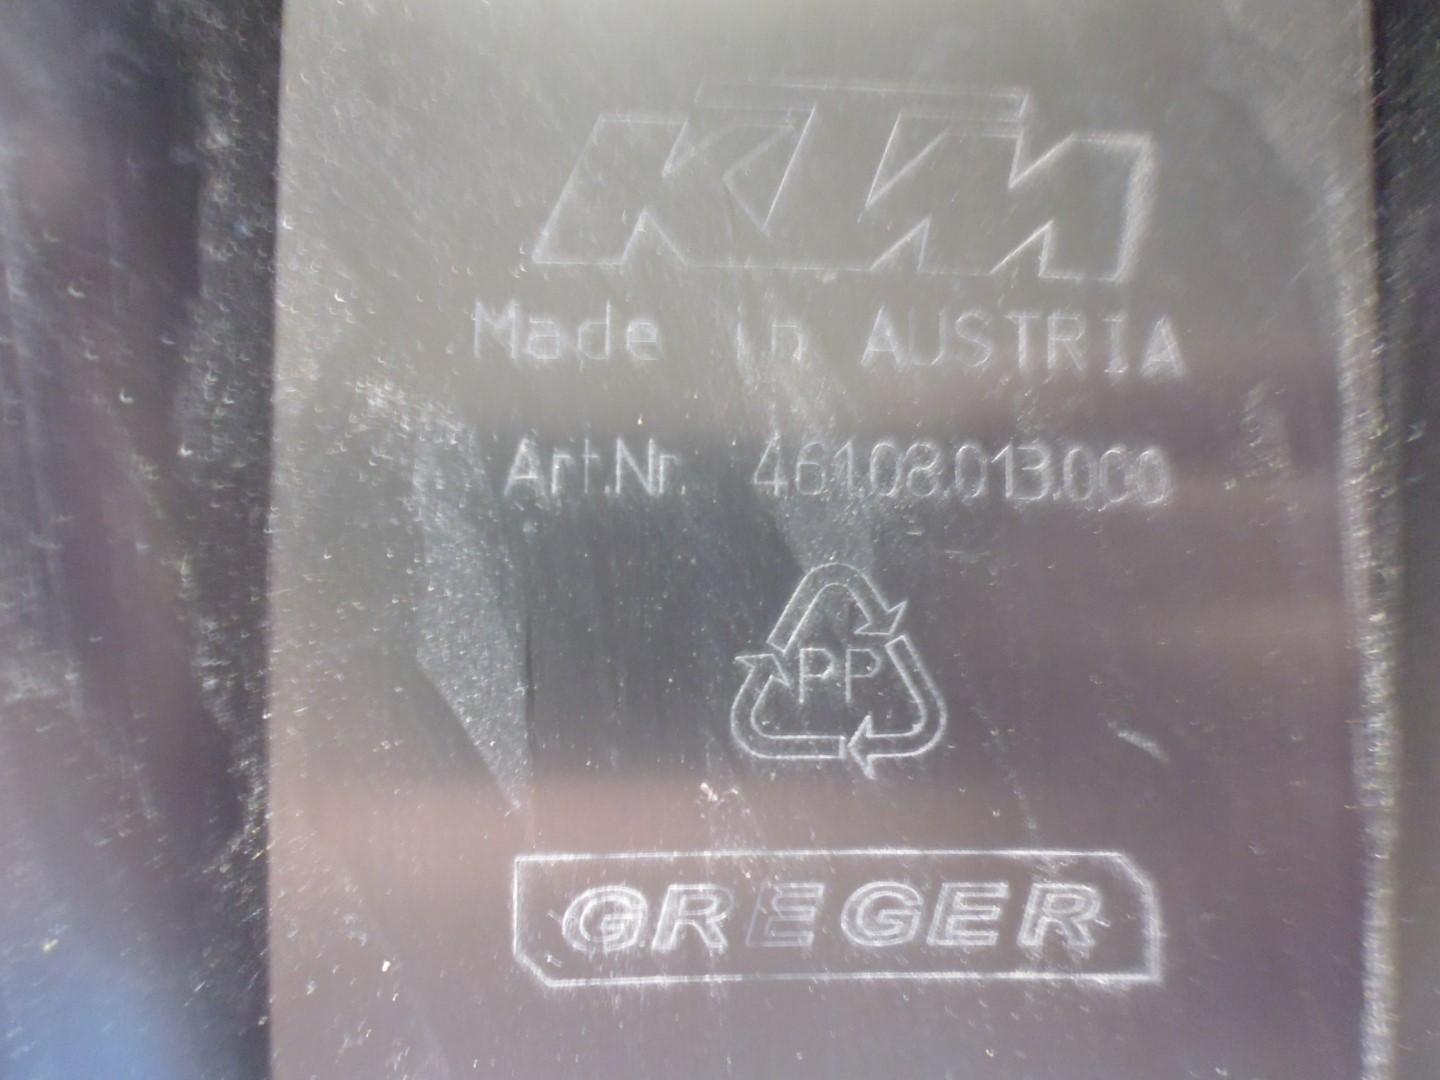 KTM
Made in AUSTRIA
Art.Nr. 461.08.013.000
PP
GREGER